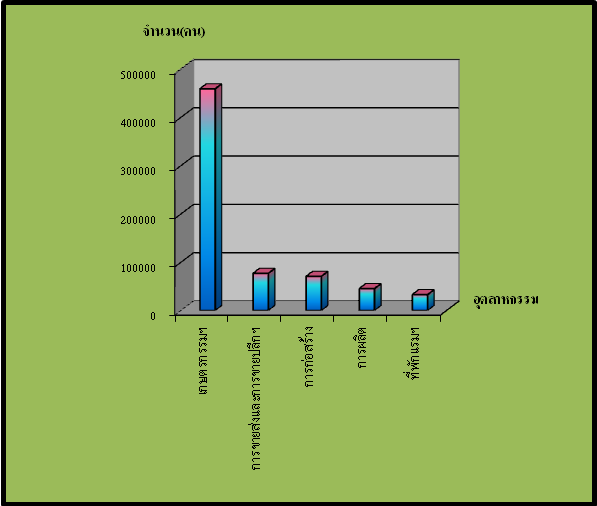 จำนวน(คน)
500000
400000
300000
200000
100000
0
อุตสาหกรรม
เกษตรกรรมฯ
การขายส่งและการขายปลีกฯ
การก่อสร้าง
การผลิต
ที่พักแรมฯ